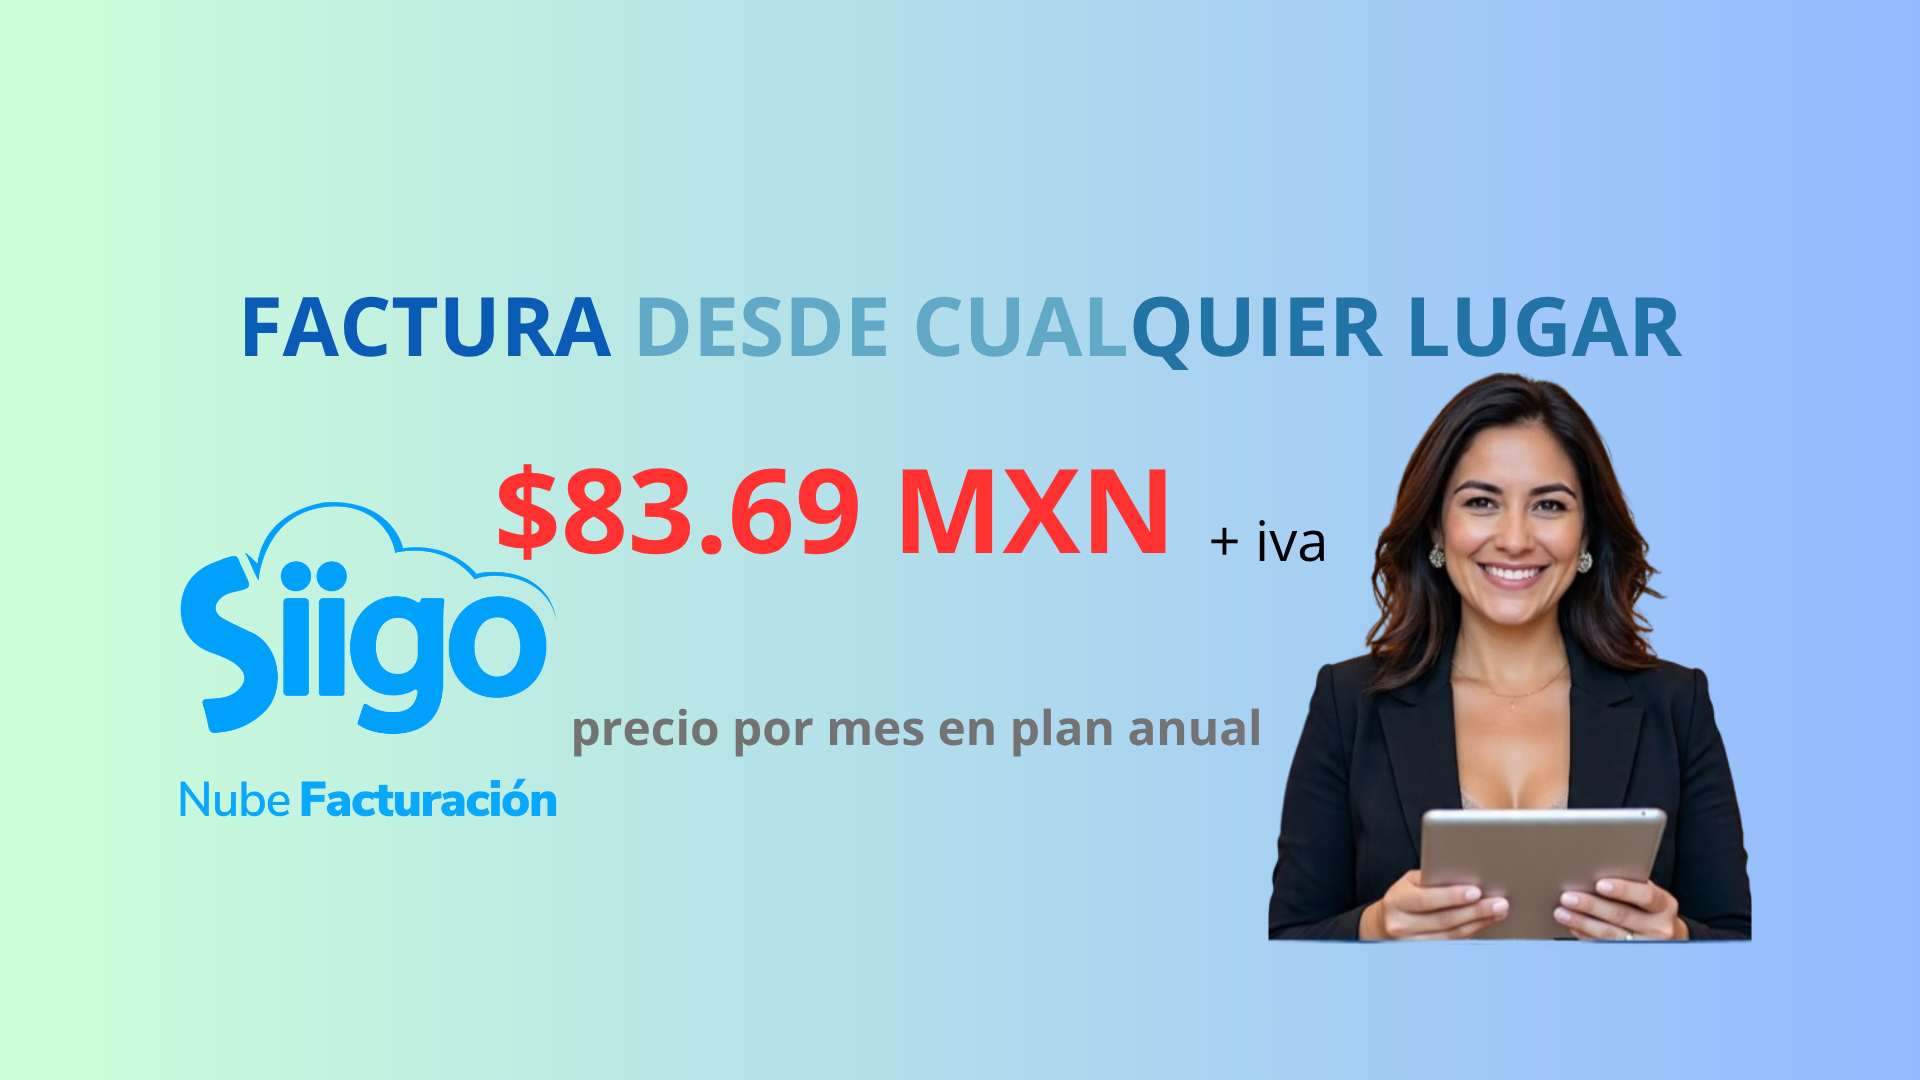 FACTURA DESDE CUALQUIER LUGAR
$83.69 MXN + iva
Siigo
precio por mes en plan anual
Nube Facturación